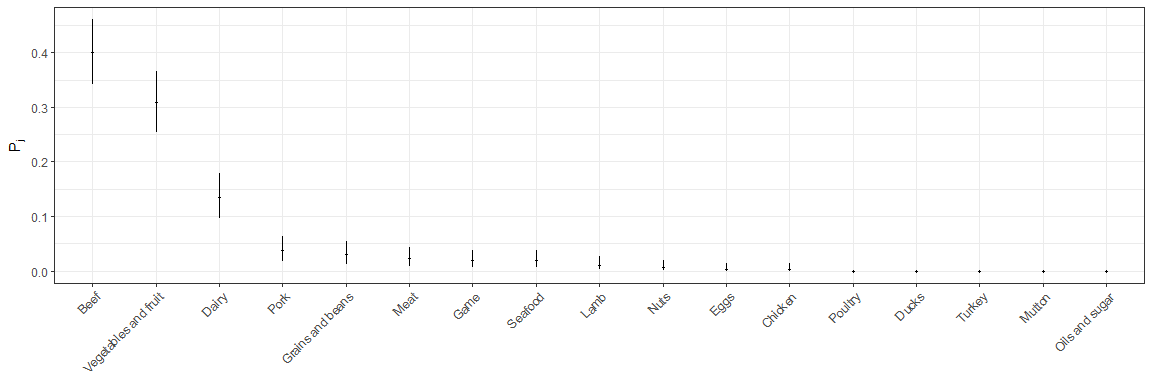 0.4
0.3
0.2
0.1
0.0
Pj
Beef
Vegetables and fruit
Dairy
Pork
Grains and beans
Meat
Game
Seafood
Lamb
Nuts
Eggs
Chicken
Poultry
Ducks
Turkey
Mutton
Oils and sugar